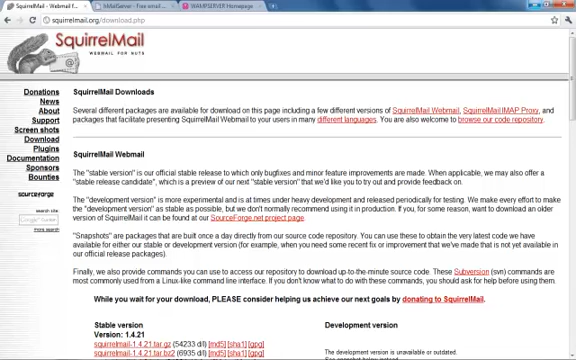 SquirrelMail - Webmail f...
hMailServer - Free email ...
WAMPSERVER Homepage
squirrelmail.org/download.php
SquirrelMail
WEBMAIL FOR NUTS
Donations
News
About
Support
Screen shots
Download
Plugins
Documentation
Sponsors
Bounties
sourceforge
search site
more search
SquirrelMail Downloads
Several different packages are available for download on this page including a few different versions of SquirrelMail Webmail, SquirrelMail IMAP Proxy, and
packages that facilitate presenting SquirrelMail Webmail to your users in many different languages. You are also welcome to browse our code repository.
SquirrelMail Webmail
The "stable version" is our official stable release to which only bugfixes and minor feature improvements are made. When applicable, we may also offer a
"stable release candidate", which is a preview of our next "stable version" that we'd like you to try out and provide feedback on.
The "development version" is more experimental and at times under heavy development and released periodically for testing. We make every effort to make
the "development version" as stable as possible, but we don't normally recommend using it in production. If you, for some reason, want to download an older
version of SquirrelMail it can be found at our SourceForge.net project page.
"Snapshots" are packages that are built once a day directly from our source code repository. You can use these to obtain the very latest code we have
available for either our stable or development version (for example, when you need some recent fix or improvement that we've made that is not yet available in
our official release packages).
Finally, we also provide commands you can use to access our repository to download up-to-the-minute source code. These Subversion (svn) commands are
most commonly used from a Linux-like command line interface. If you don't know what to do with these commands, you should ask for help before using them.
While you wait for your download, PLEASE consider helping us achieve our next goals by donating to SquirrelMail.
Stable version
Version: 1.4.21
squirrelmail-1.4.21.tar.gz (54233 dl) [md5] [sha1] [gpg]
squirrelmail-1.4.21.tar.bz2 (6935 dl) [md5] [sha1] [gpg]
Development version
The development version is unavailable or outdated.